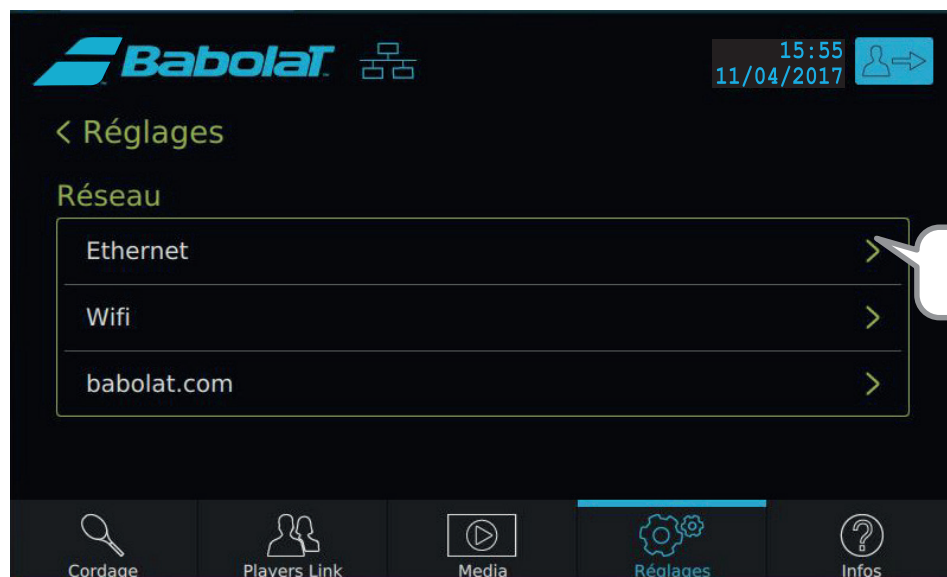 BaboLaT
15:55
11/04/2017
< Réglages
Réseau
Ethernet
Wifi
babolat.com
Cordage
Players Link
Media
Réglages
Infos